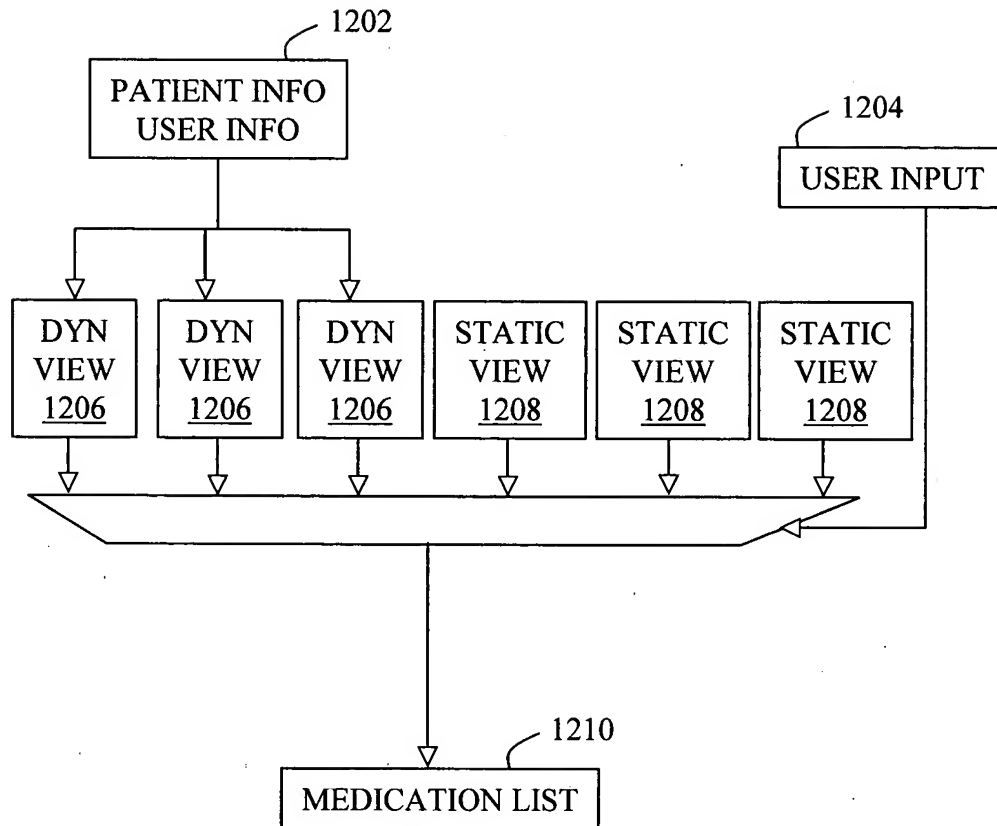 1202
PATIENT INFO
USER INFO
1204
USER INPUT
DYN
VIEW
1206
DYN
VIEW
1206
DYN
VIEW
1206
STATIC
VIEW
1208
STATIC
VIEW
1208
STATIC
VIEW
1208
1210
MEDICATION LIST